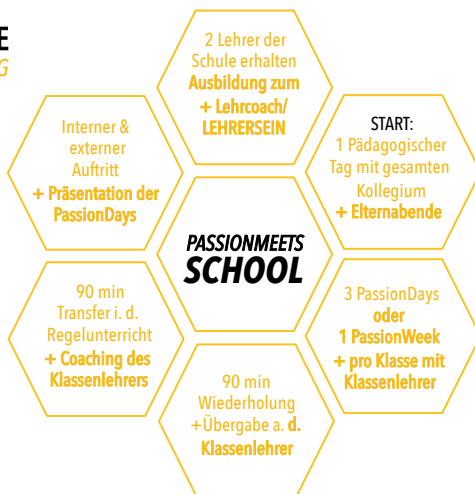 E
G
2 Lehrer der
Schule erhalten
Ausbildung zum
+ Lehrcoach/
LEHRERSEIN
START:
1 Pädagogischer
Tag mit gesamten
Kollegium
+ Elternabende
3 PassionDays
oder
1 PassionWeek
+ pro Klasse mit
Klassenlehrer
90 min
Wiederholung
+Übergabe a. d.
Klassenlehrer
90 min
Transfer i. d.
Regelunterricht
+ Coaching des
Klassenlehrers
Interner &
externer
Auftritt
+ Präsentation der
PassionDays
PASSIONMEETS
SCHOOL